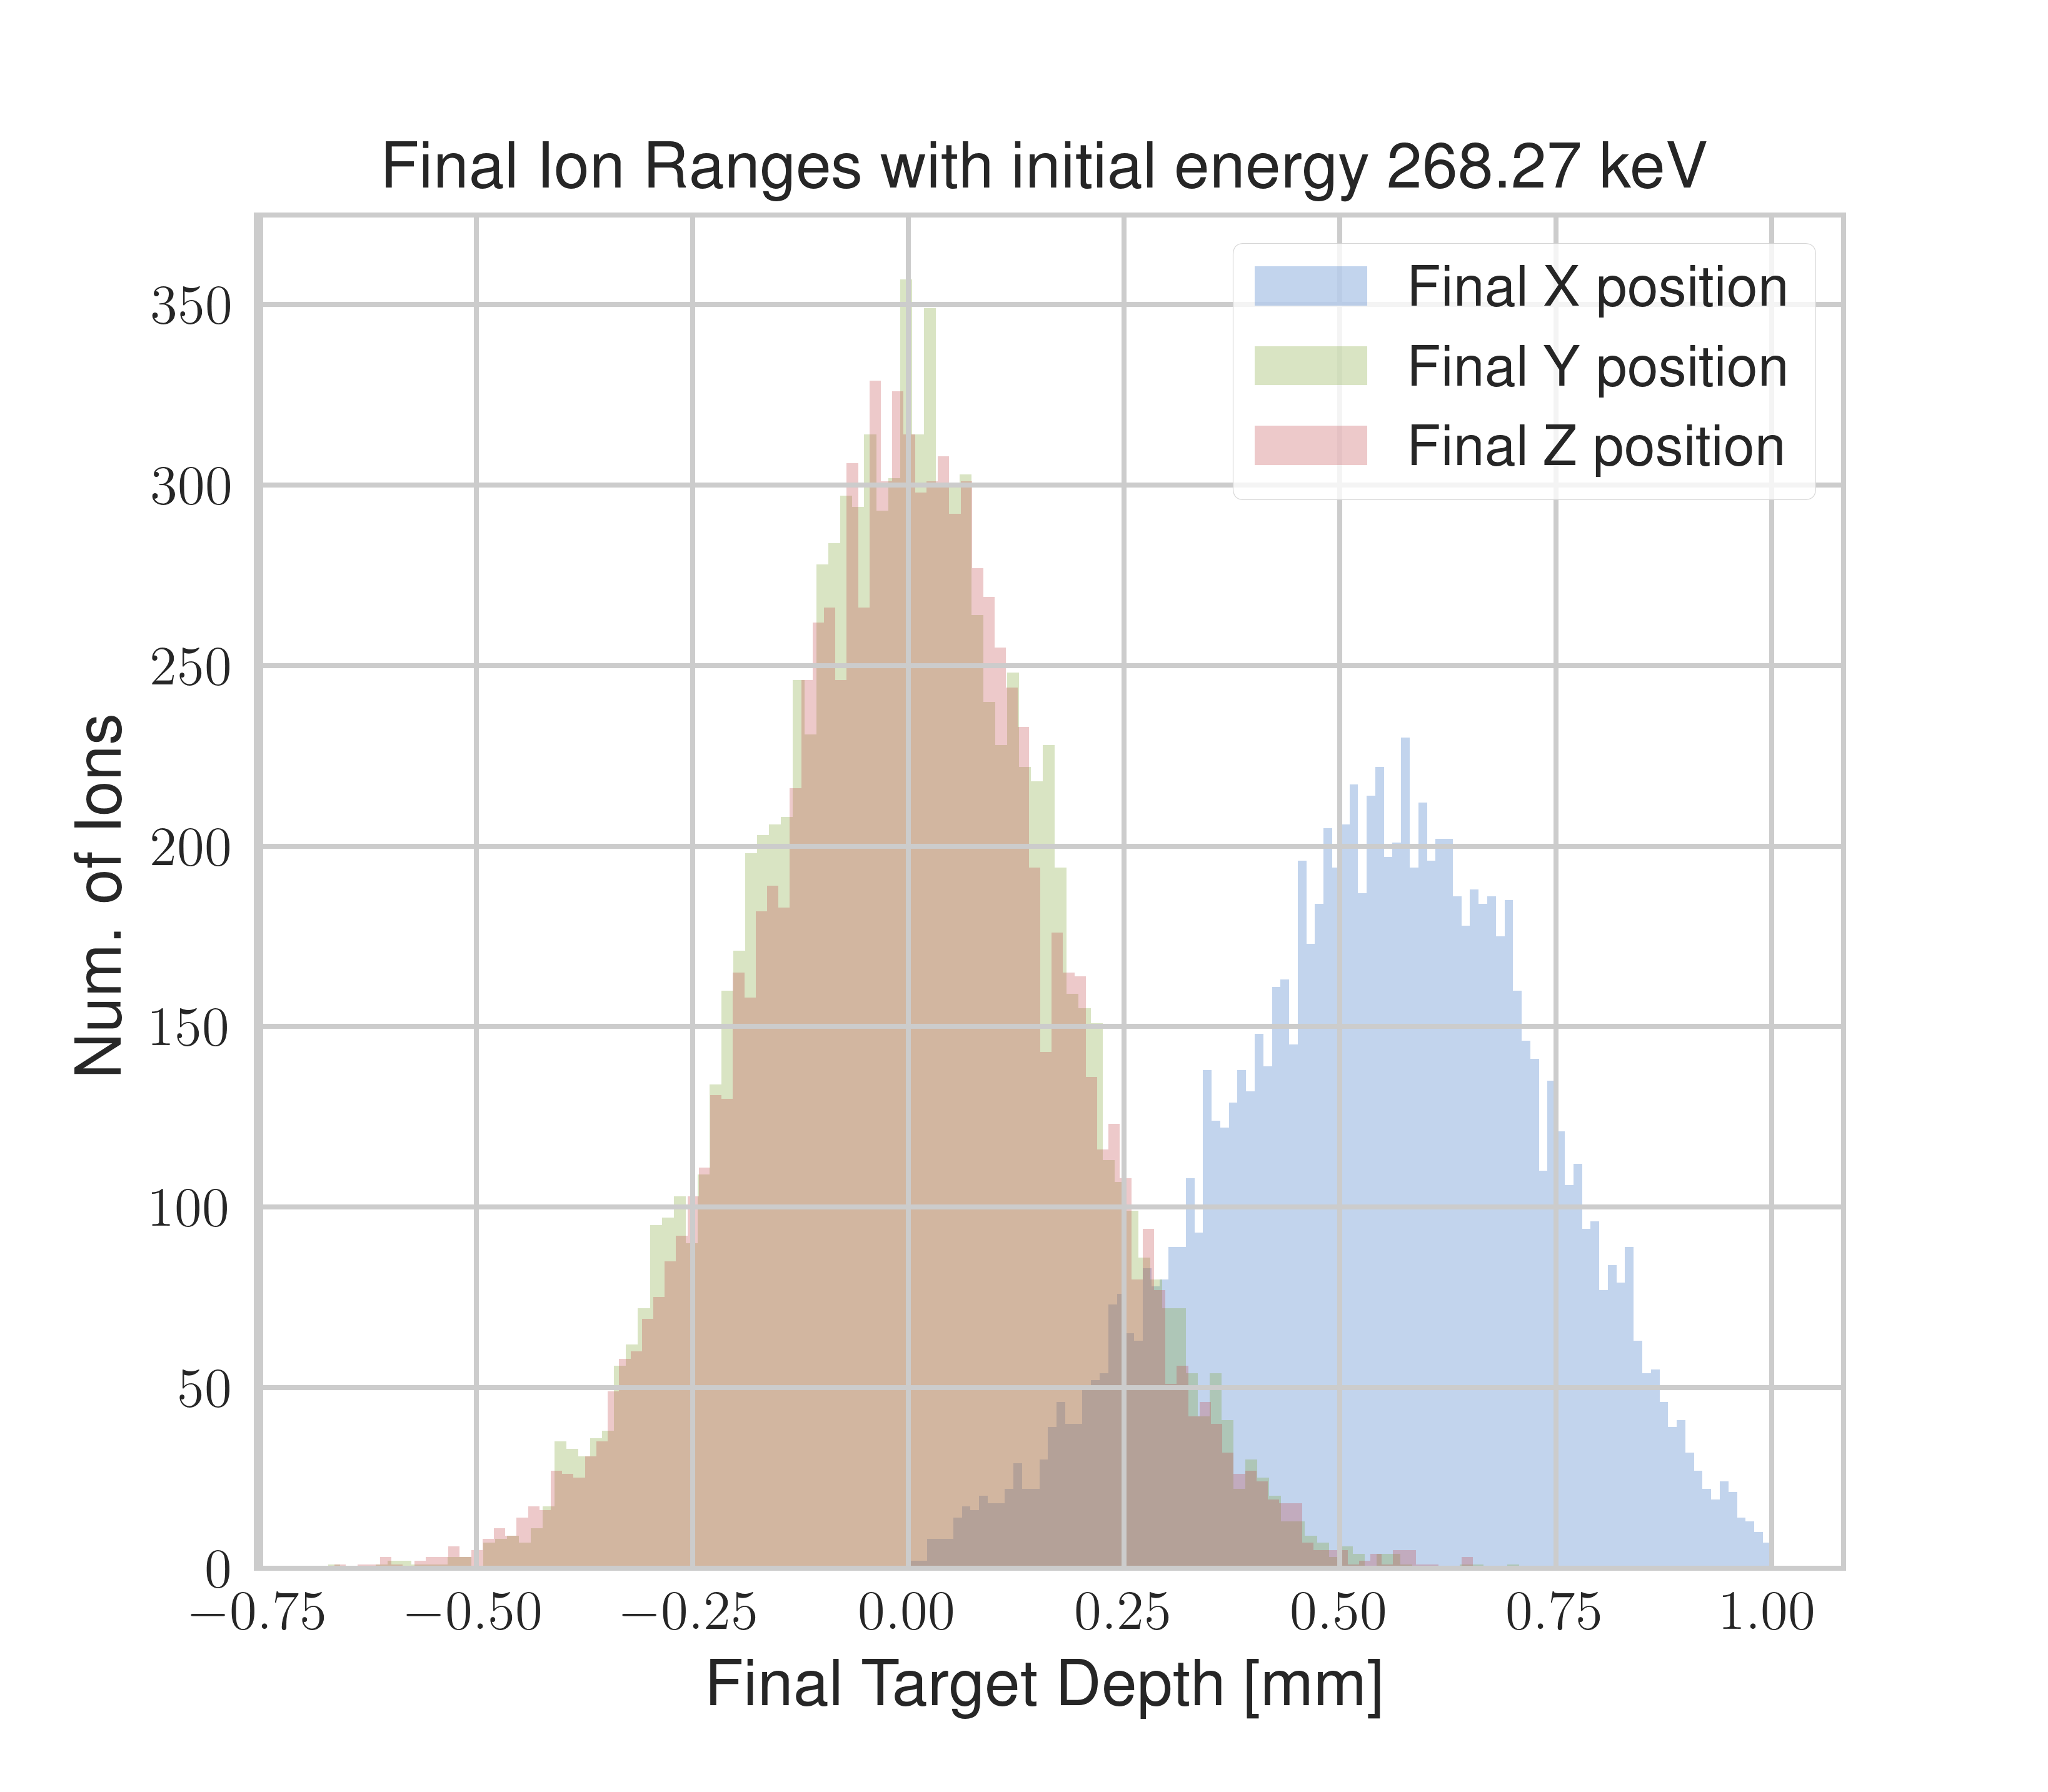 Final Ion Ranges with initial energy 268.27 keV
Final X position
Final Y position
Final Z position
Num. of Ions
350
300
250
200
150
100
50
0
−0.75 −0.50 −0.25 0.00 0.25 0.50 0.75 1.00
Final Target Depth [mm]